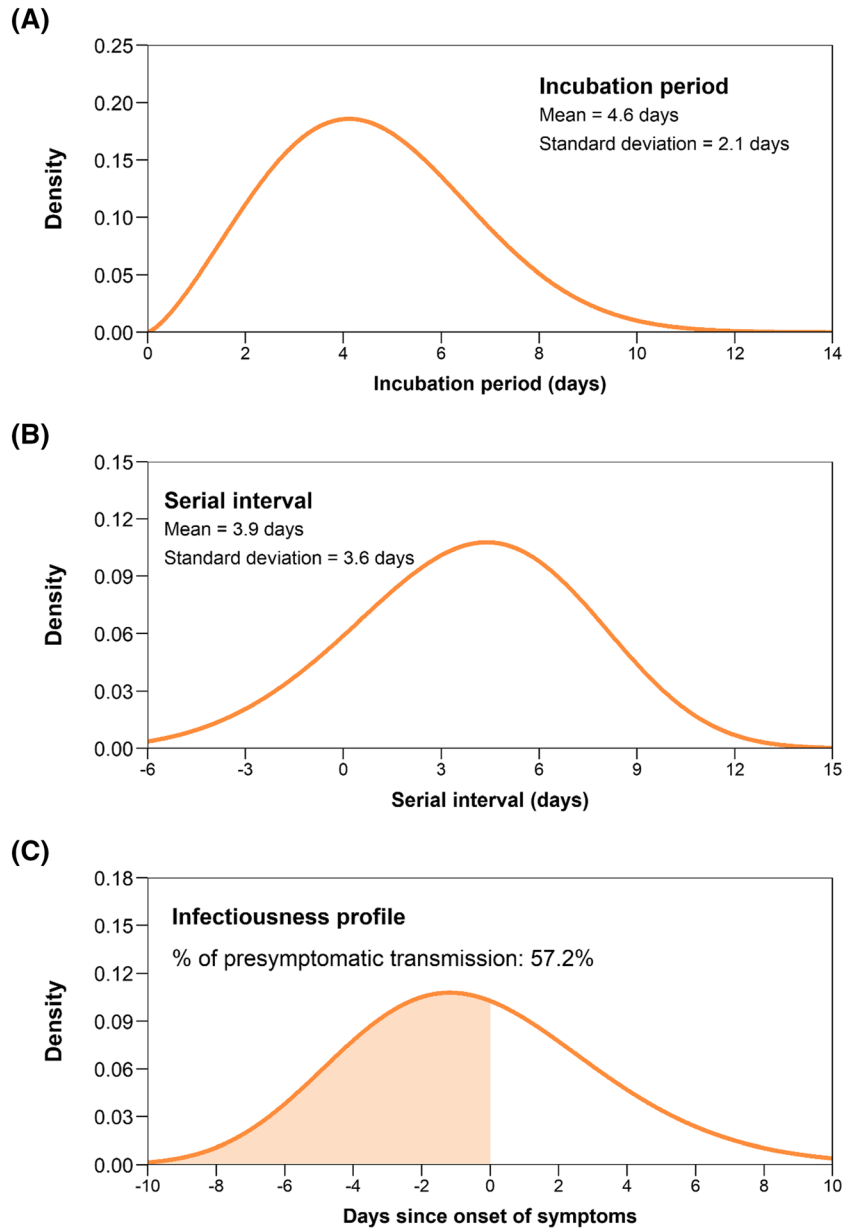 (A)
0.25
0.20
0.15
0.10
0.05
0.00
Density
Incubation period
Mean = 4.6 days
Standard deviation = 2.1 days
0 2 4 6 8 10 12 14
Incubation period (days)
(B)
0.15
0.12
0.09
0.06
0.03
0.00
Density
Serial interval
Mean = 3.9 days
Standard deviation = 3.6 days
-6 -3 0 3 6 9 12 15
Serial interval (days)
(C)
0.18
0.15
0.12
0.09
0.06
0.03
0.00
Density
Infectiousness profile
% of presymptomatic transmission: 57.2%
-10 -8 -6 -4 -2 0 2 4 6 8 10
Days since onset of symptoms